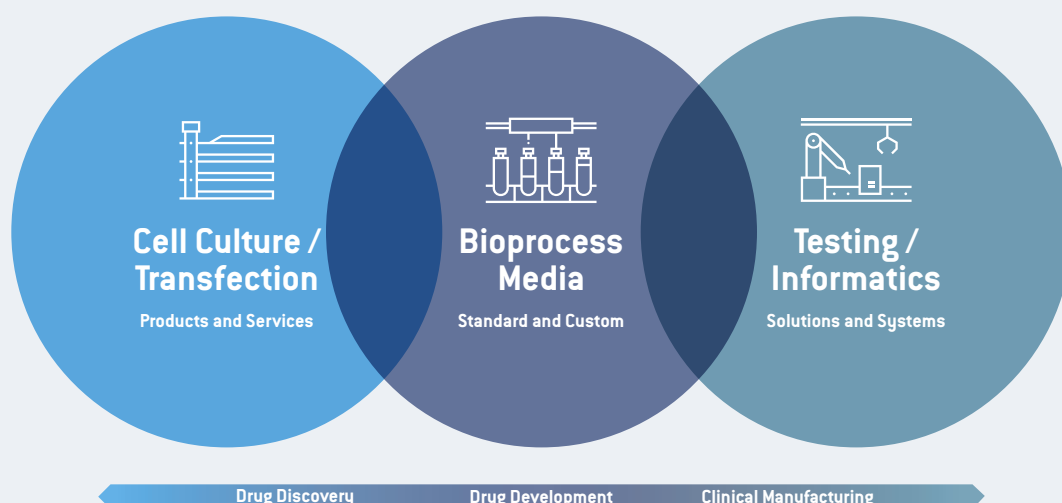 Cell Culture /
Transfection
Products and Services
Bioprocess
Media
Standard and Custom
Testing /
Informatics
Solutions and Systems
Drug Discovery
Drug Development
Clinical Manufacturing